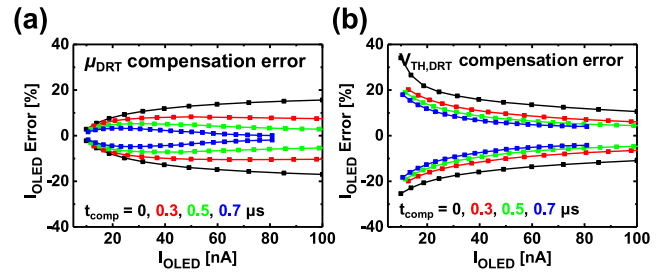 (a)
μDRT compensation error
IOLED Error [%]
40
20
0
-20
-40
tcomp = 0, 0.3, 0.5, 0.7 μs
20 40 60 80 100
IOLED [nA]
(b)
VTH,DRT compensation error
IOLED Error [%]
40
20
0
-20
-40
tcomp = 0, 0.3, 0.5, 0.7 μs
20 40 60 80 100
IOLED [nA]